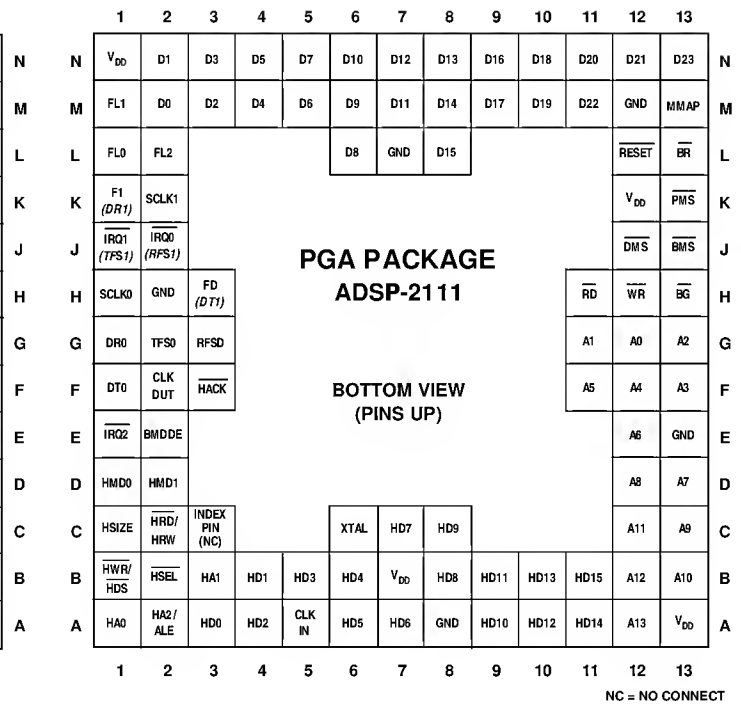 1 2 3 4 5 6 7 8 9 10 11 12 13
N N VDD D1 D3 D5 D7 D10 D12 D13 D16 D18 D20 D21 D23 N
M M FL1 D0 D2 D4 D6 D9 D11 D14 D17 D19 D22 GND MMAP M
L L FL0 FL2 D8 GND D15 RESET BR L
K K F1 (DR1) SCLK1 VDD PMS K
J J IRQ1 (TFS1) IRQ0 (RFS1) DMS BMS J
PGA PACKAGE
ADSP-2111
H H SCLK0 GND FD (DT1) RD WR BG H
G G DR0 TFS0 RFSD A1 A0 A2 G
F F DT0 CLK DUT HACK A5 A4 A3 F
BOTTOM VIEW
(PINS UP)
E E IRQ2 BMDDE A6 GND E
D D HMD0 HMD1 A8 A7 D
C C HSIZE HRD/ HRW INDEX PIN (NC) XTAL HD7 HD9 A11 A9 C
B B HWR/ HDS HSEL HA1 HD1 HD3 HD4 VDD HD8 HD11 HD13 HD15 A12 A10 B
A A HA0 HA2/ ALE HD0 HD2 CLK IN HD5 HD6 GND HD10 HD12 HD14 A13 VDD A
1 2 3 4 5 6 7 8 9 10 11 12 13
NC = NO CONNECT